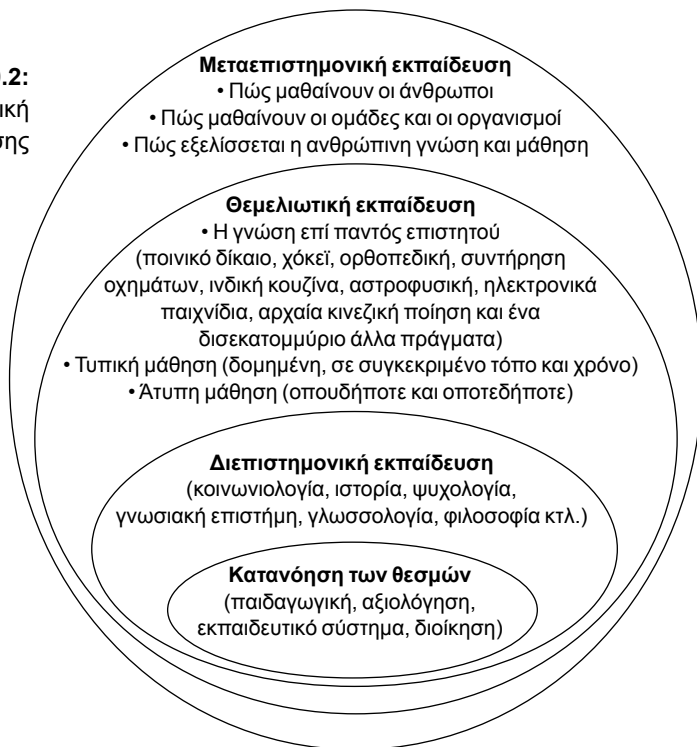 .2:
ική
σης
Μεταεπιστημονική εκπαίδευση
• Πώς μαθαίνουν οι άνθρωποι
• Πώς μαθαίνουν οι ομάδες και οι οργανισμοί
• Πώς εξελίσσεται η ανθρώπινη γνώση και μάθηση
Θεμελιωτική εκπαίδευση
• Η γνώση επί παντός επιστητού
(ποινικό δίκαιο, χόκεϊ, ορθοπεδική, συντήρηση
οχημάτων, ινδική κουζίνα, αστροφυσική, ηλεκτρονικά
παιχνίδια, αρχαία κινεζική ποίηση και ένα
δισεκατομμύριο άλλα πράγματα)
• Τυπική μάθηση (δομημένη, σε συγκεκριμένο τόπο και χρόνο)
• Άτυπη μάθηση (οπουδήποτε και οποτεδήποτε)
Διεπιστημονική εκπαίδευση
(κοινωνιολογία, ιστορία, ψυχολογία,
γνωσιακή επιστήμη, γλωσσολογία, φιλοσοφία κτλ.)
Κατανόηση των θεσμών
(παιδαγωγική, αξιολόγηση,
εκπαιδευτικό σύστημα, διοίκηση)